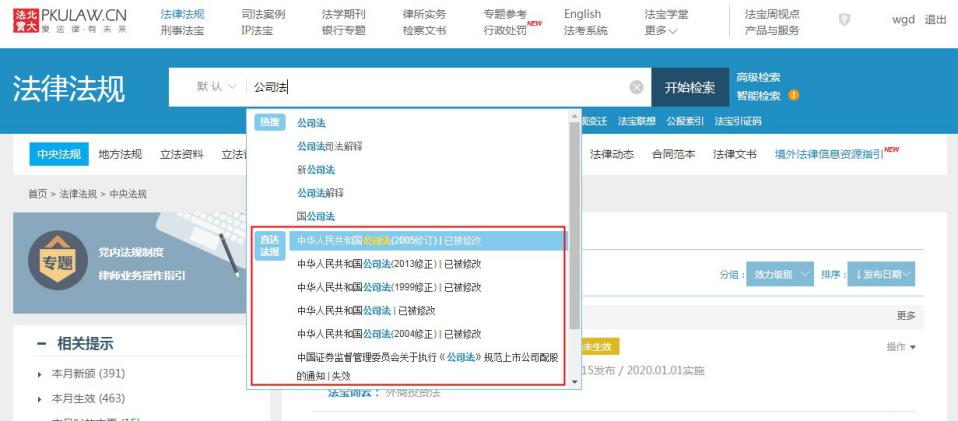 北大法宝 PKULAW.CN
爱法律·有未来
法律法规 司法案例 法学期刊 律所实务 专题参考 English 法宝学堂 法宝周视点
刑事法宝 IP法宝 银行专题 检察文书 行政处罚 NEW 法考系统 更多 产品与服务
wgd 退出
法律法规
默认 公司法 开始检索
高级检索
智能检索
变迁 法宝联想 公报索引 法宝引证码
中央法规 地方法规 立法资料 立法 法律动态 合同范本 法律文书 境外法律信息资源指引 NEW
首页 > 法律法规 > 中央法规
热搜 公司法
公司法司法解释
新公司法
公司法解释
国公司法
直达法规 中华人民共和国公司法(2005修订) | 已被修改
中华人民共和国公司法(2013修正) | 已被修改
中华人民共和国公司法(1999修正) | 已被修改
中华人民共和国公司法 | 已被修改
中华人民共和国公司法(2004修正) | 已被修改
中国证券监督管理委员会关于执行《公司法》规范上市公司配股
的通知 | 失效
专题
党内法规制度
律师业务操作指引
分组： 效力级别 排序： ↓发布日期
更多
相关提示
未生效 操作
本月新颁 (391)
15发布 / 2020.01.01实施
本月生效 (463)